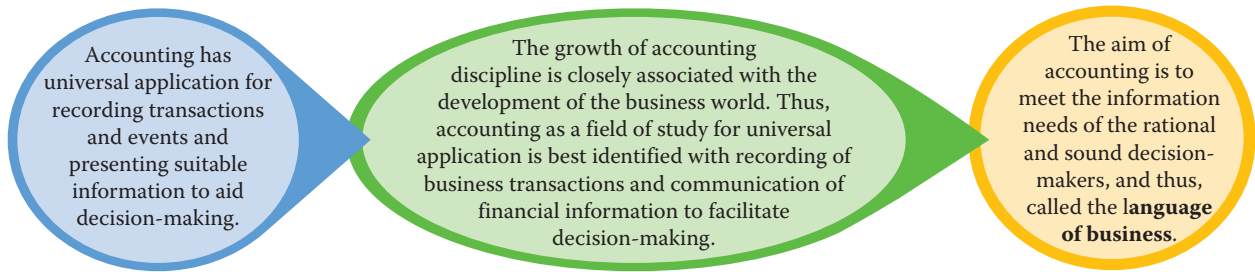 Accounting has
universal application for
recording transactions
and events and
presenting suitable
information to aid
decision-making.
The growth of accounting
discipline is closely associated with the
development of the business world. Thus,
accounting as a field of study for universal
application is best identified with recording of
business transactions and communication of
financial information to facilitate
decision-making.
The aim of
accounting is to
meet the information
needs of the rational
and sound decision-
makers, and thus,
called the language
of business.